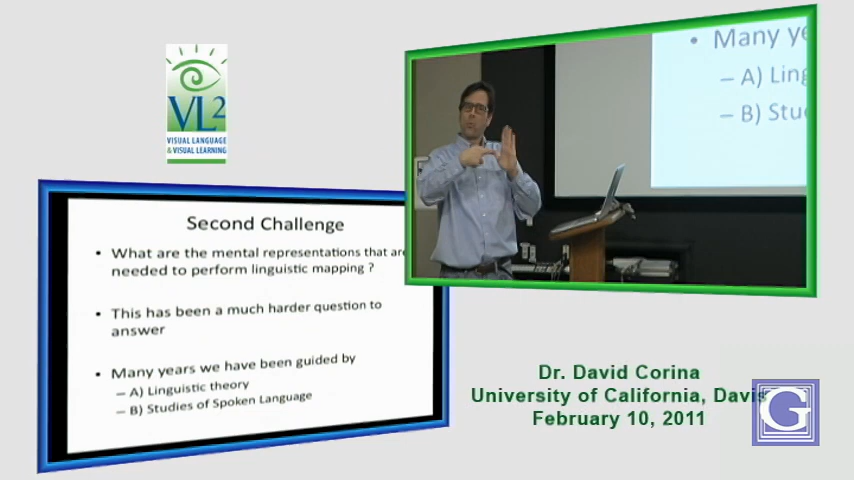 VL2
VISUAL LANGUAGE
& VISUAL LEARNING
Second Challenge
• What are the mental representations that are
needed to perform linguistic mapping ?
• This has been a much harder question to
answer
• Many years we have been guided by
– A) Linguistic theory
– B) Studies of Spoken Language
• Many ye
– A) Ling
– B) Stu
Dr. David Corina
University of California, Davis
February 10, 2011
G